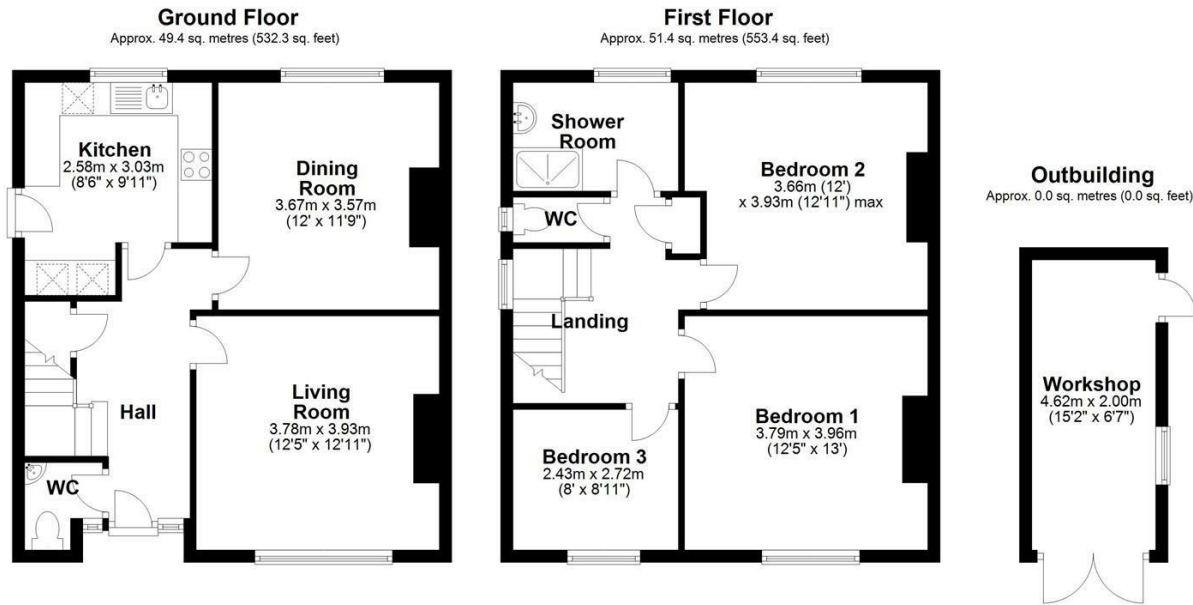 Ground Floor
Approx. 49.4 sq. metres (532.3 sq. feet)
Kitchen
2.58m x 3.03m
(8'6" x 9'11")
Dining
Room
3.67m x 3.57m
(12' x 11'9")
Living
Room
3.78m x 3.93m
(12'5" x 12'11")
Hall
WC
First Floor
Approx. 51.4 sq. metres (553.4 sq. feet)
Shower
Room
Bedroom 2
3.66m (12')
x 3.93m (12'11") max
WC
Landing
Bedroom 1
3.79m x 3.96m
(12'5" x 13')
Bedroom 3
2.43m x 2.72m
(8' x 8'11")
Outbuilding
Approx. 0.0 sq. metres (0.0 sq. feet)
Workshop
4.62m x 2.00m
(15'2" x 6'7")